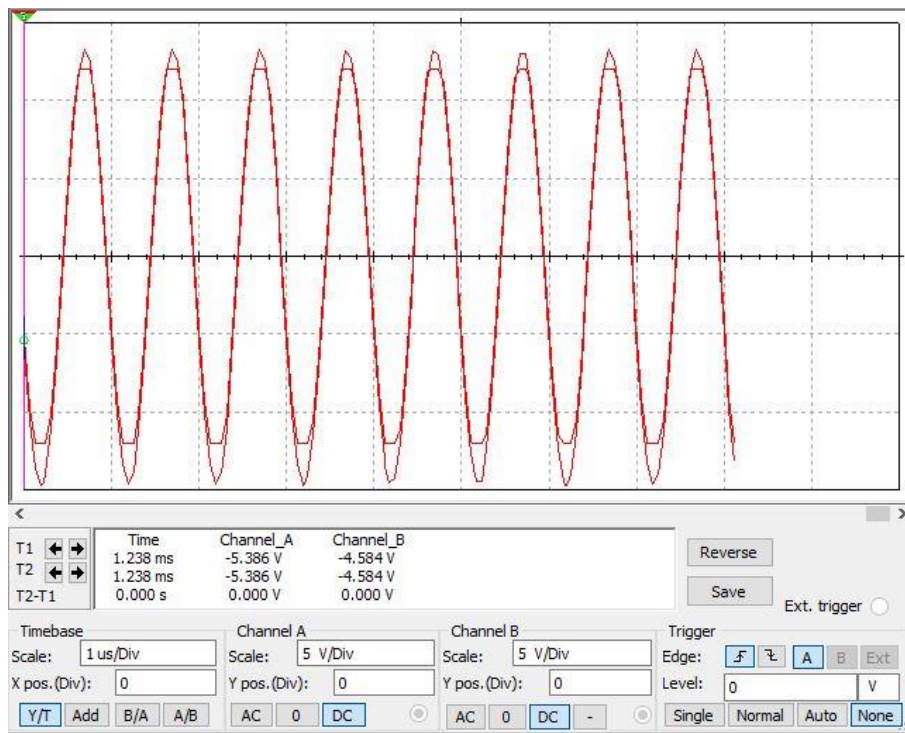 Time Channel_A Channel_B
T1 1.238 ms -5.386 V -4.584 V
T2 1.238 ms -5.386 V -4.584 V
T2-T1 0.000 s 0.000 V 0.000 V
Reverse
Save
Ext. trigger
Timebase
Scale: 1 us/Div
X pos.(Div): 0
Y/T Add B/A A/B
Channel A
Scale: 5 V/Div
Y pos.(Div): 0
AC 0 DC
Channel B
Scale: 5 V/Div
Y pos.(Div): 0
AC 0 DC -
Trigger
Edge: A B Ext
Level: 0 V
Single Normal Auto None